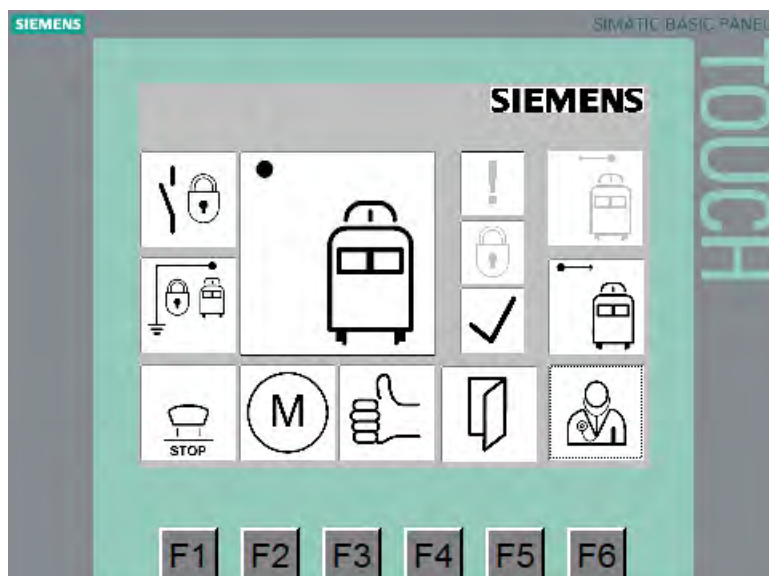 SIEMENS
SIMATIC BASIC PANEL
TOUCH
SIEMENS
M
STOP
F1 F2 F3 F4 F5 F6